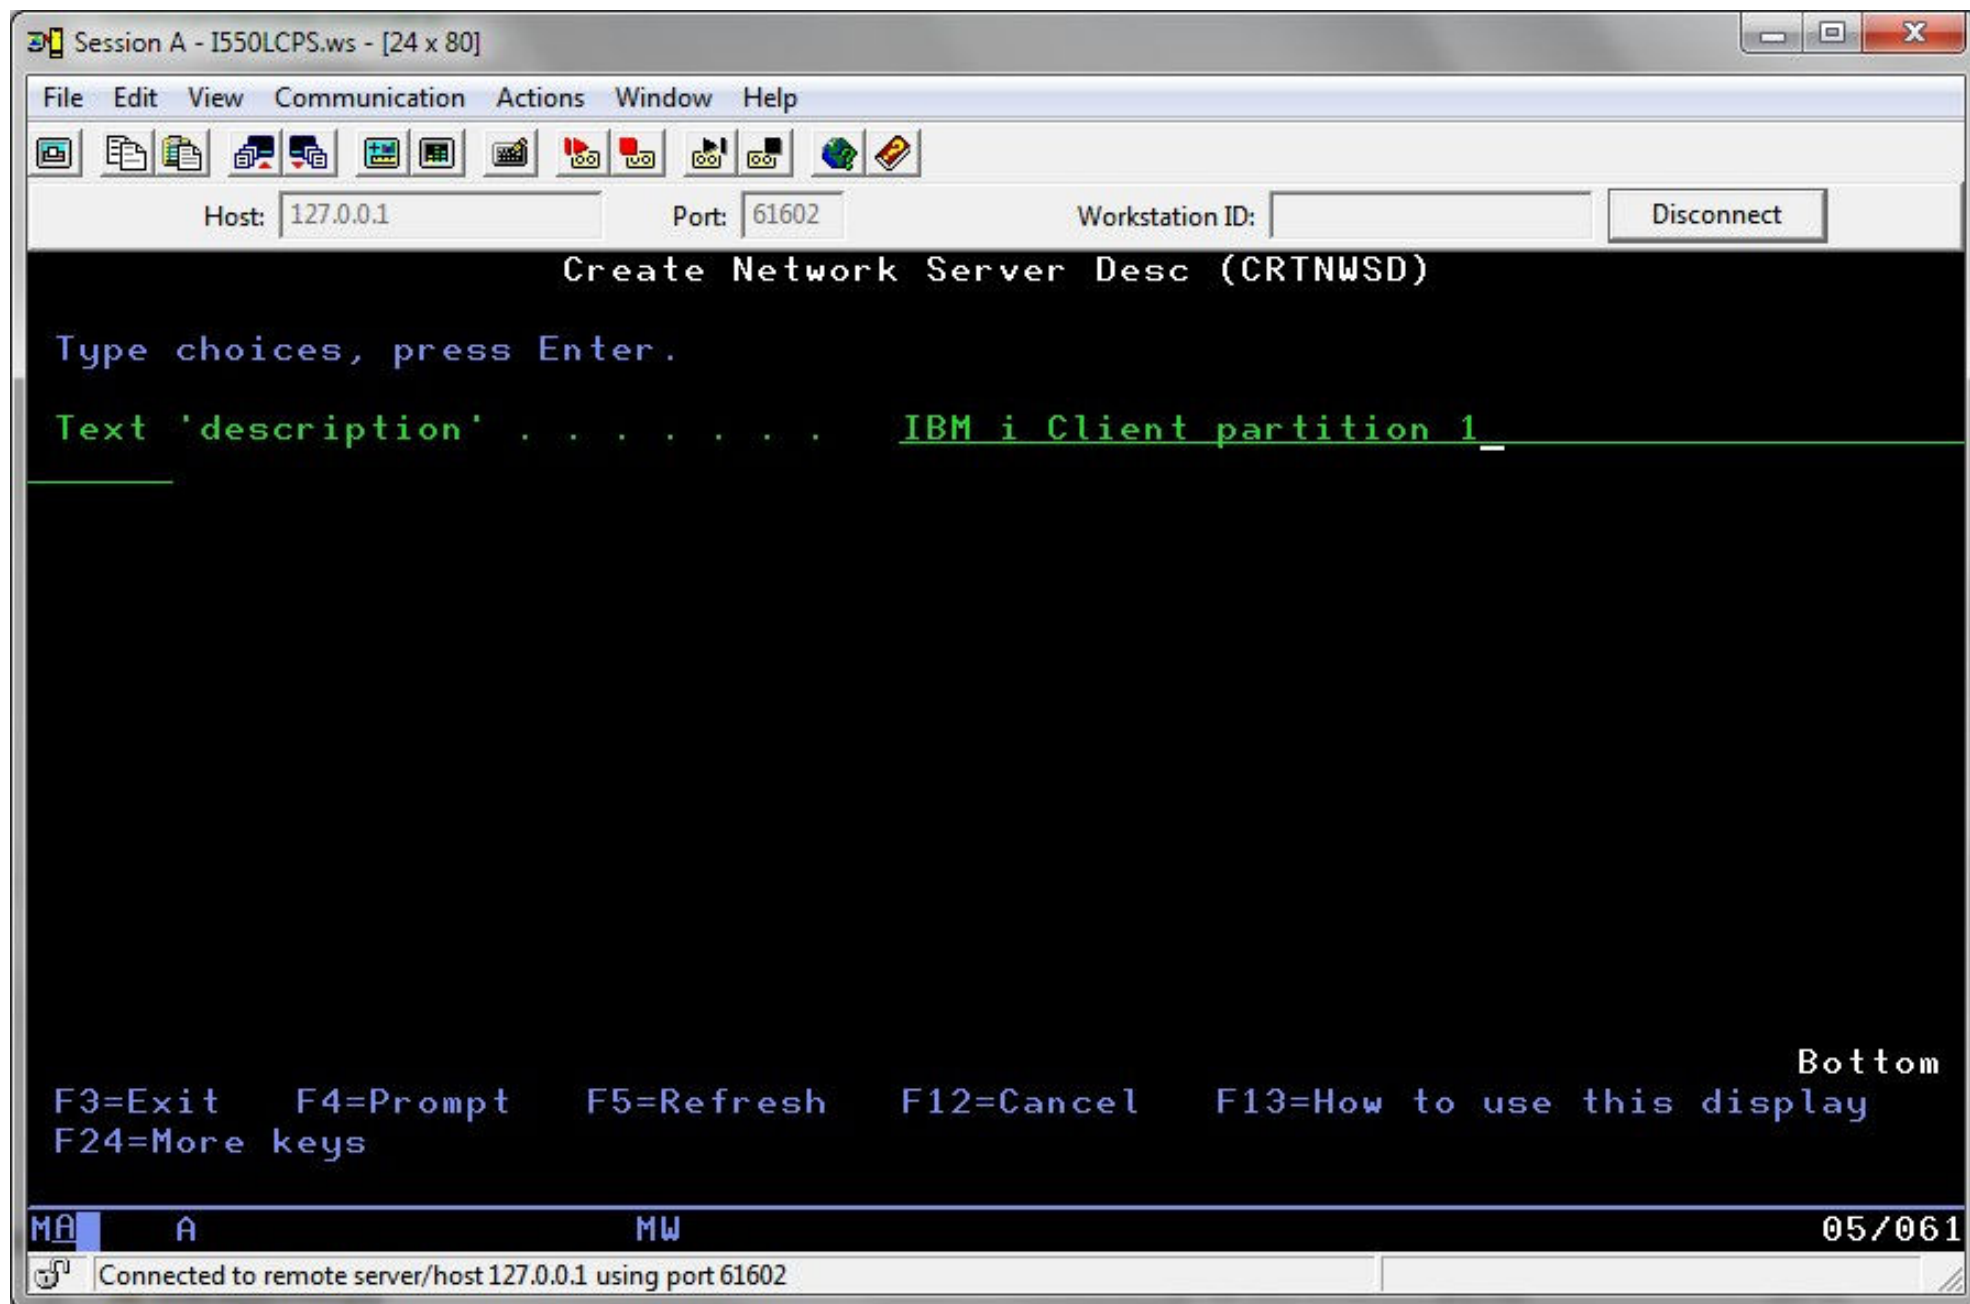 Session A - I550LCPS.ws - [24 x 80]
File Edit View Communication Actions Window Help
Host: 127.0.0.1 Port: 61602 Workstation ID: Disconnect
Create Network Server Desc (CRTNWSD)
Type choices, press Enter.
Text 'description' . . . . . . . IBM i Client partition 1
Bottom
F3=Exit F4=Prompt F5=Refresh F12=Cancel F13=How to use this display
F24=More keys
MA A MW 05/061
Connected to remote server/host 127.0.0.1 using port 61602